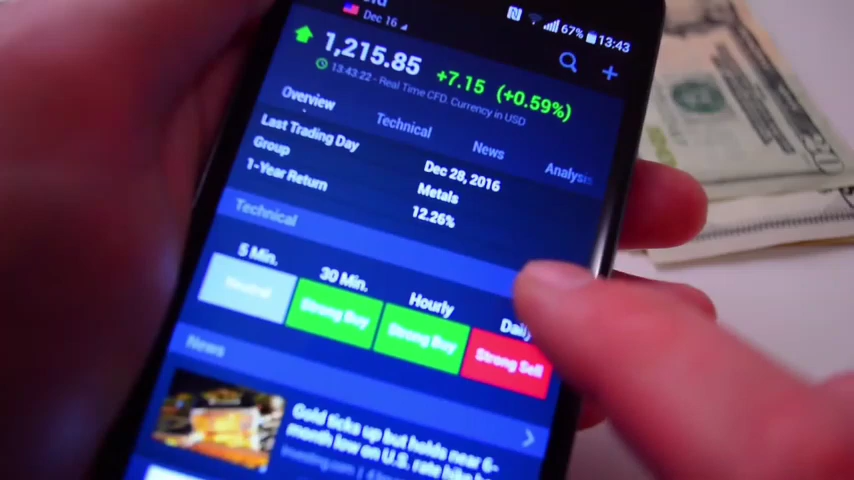 67% 13:43
Dec 16
1,215.85 +7.15 (+0.59%)
13:43:22 - Real Time CFD. Currency in USD
Overview Technical News Analysis
Last Trading Day Dec 28, 2016
Group Metals
1-Year Return 12.26%
Technical
5 Min. 30 Min. Hourly Daily
Neutral Strong Buy Strong Buy Strong Sell
News
Gold ticks up but holds near 6-
month low on U.S. rate hike
Investing.com